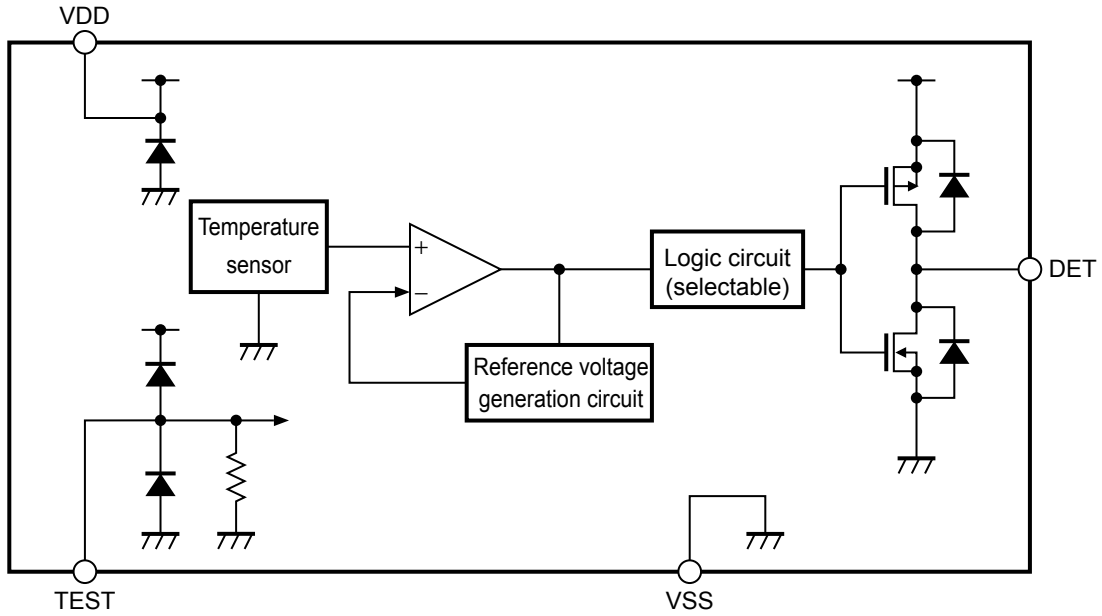 VDD
Temperature
sensor
+
−
Logic circuit
(selectable)
DET
Reference voltage
generation circuit
TEST
VSS